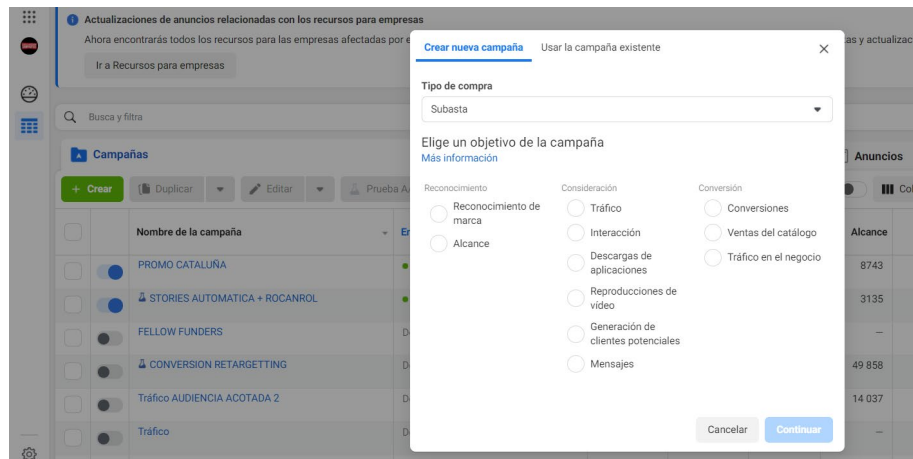 Actualizaciones de anuncios relacionadas con los recursos para empresas
Ahora encontrarás todos los recursos para las empresas afectadas por
Ir a Recursos para empresas
Busca y filtra
Campañas
Anuncios
+ Crear
Duplicar
Editar
Prueba
Nombre de la campaña
Alcance
PROMO CATALUÑA
8743
STORIES AUTOMATICA + ROCANROL
3135
FELLOW FUNDERS
—
CONVERSION RETARGETTING
49 858
Tráfico AUDIENCIA ACOTADA 2
14 037
Tráfico
—
Crear nueva campaña
Usar la campaña existente
Tipo de compra
Subasta
Elige un objetivo de la campaña
Más información
Reconocimiento
Reconocimiento de
marca
Alcance
Consideración
Tráfico
Interacción
Descargas de
aplicaciones
Reproducciones de
vídeo
Generación de
clientes potenciales
Mensajes
Conversión
Conversiones
Ventas del catálogo
Tráfico en el negocio
Cancelar
Continuar